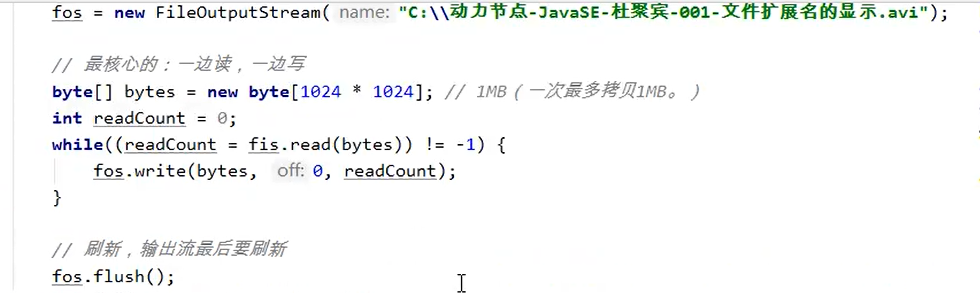 fos = new FileOutputStream( name: "C:\\动力节点-JavaSE-杜聚宾-001-文件扩展名的显示.avi");
// 最核心的：一边读，一边写
byte[] bytes = new byte[1024 * 1024]; // 1MB（一次最多拷贝1MB。）
int readCount = 0;
while((readCount = fis.read(bytes)) != -1) {
fos.write(bytes, off: 0, readCount);
}
// 刷新，输出流最后要刷新
fos.flush();